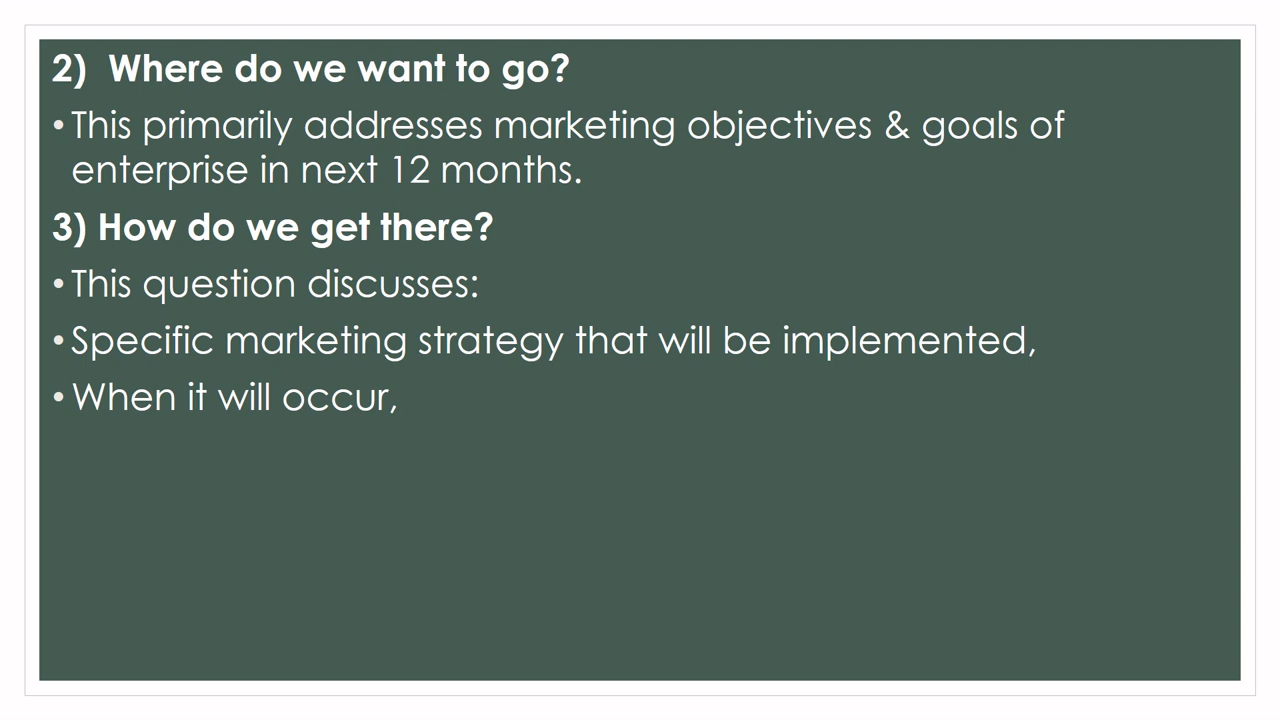 2)  Where do we want to go?
• This primarily addresses marketing objectives & goals of
enterprise in next 12 months.
3) How do we get there?
• This question discusses:
• Specific marketing strategy that will be implemented,
• When it will occur,